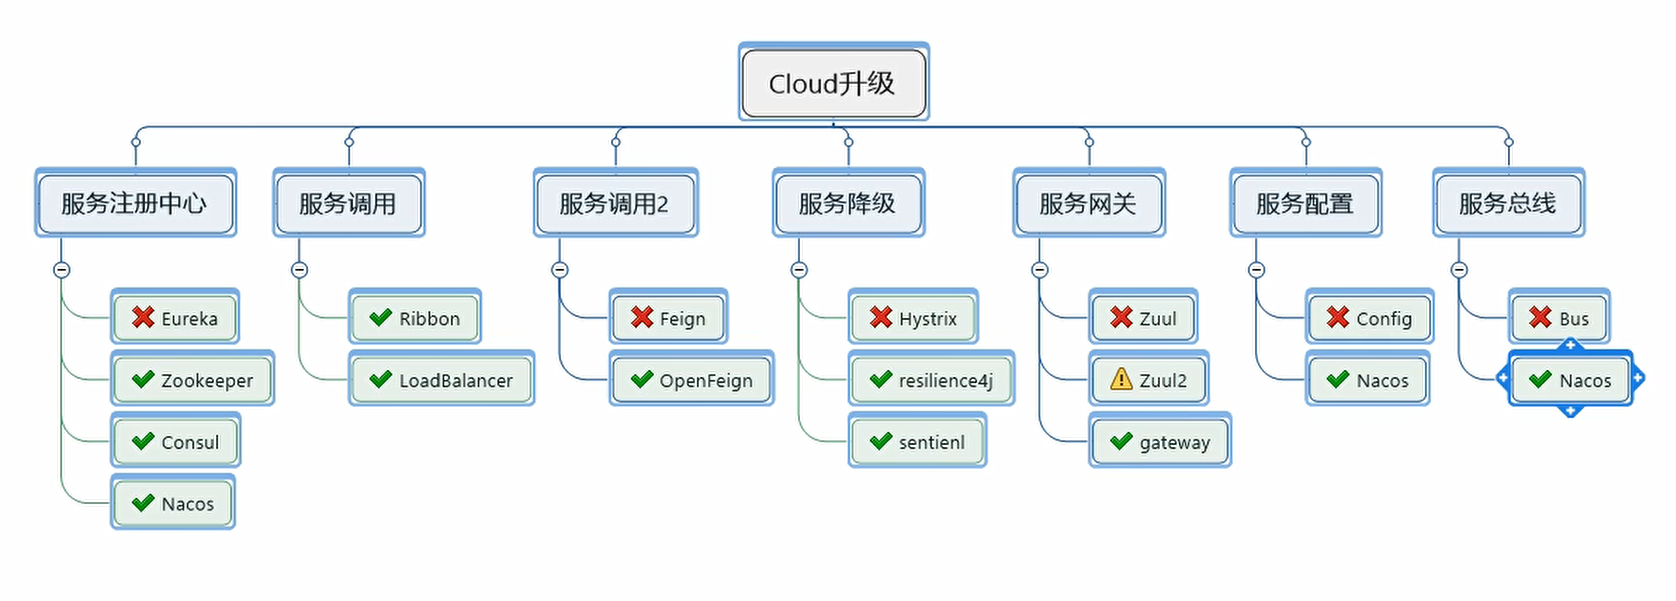 Cloud升级
服务注册中心
服务调用
服务调用2
服务降级
服务网关
服务配置
服务总线
Eureka
Zookeeper
Consul
Nacos
Ribbon
LoadBalancer
Feign
OpenFeign
Hystrix
resilience4j
sentienl
Zuul
Zuul2
gateway
Config
Nacos
Bus
Nacos